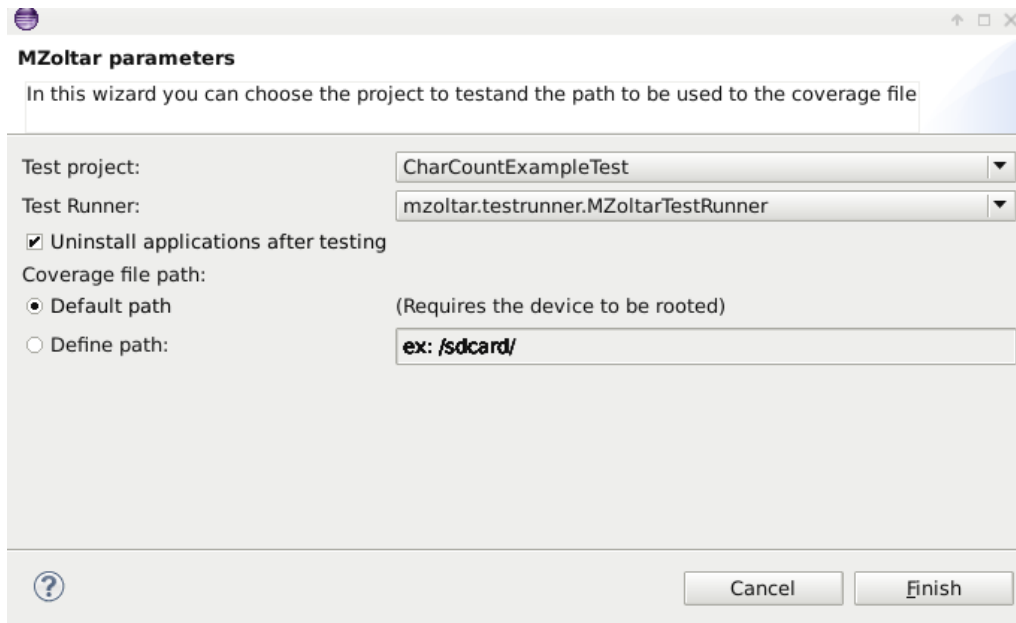 MZoltar parameters
In this wizard you can choose the project to testand the path to be used to the coverage file
Test project: CharCountExampleTest
Test Runner: mzoltar.testrunner.MZoltarTestRunner
Uninstall applications after testing
Coverage file path:
Default path (Requires the device to be rooted)
Define path: ex: /sdcard/
? Cancel Finish